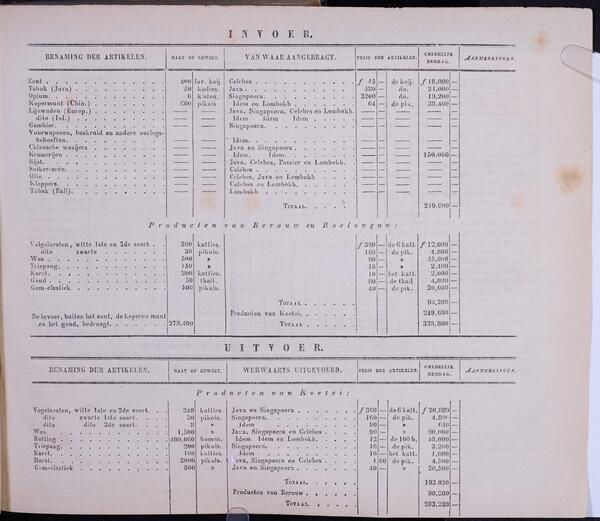 INVOER.
BENAMING DER ARTIKELEN. MAAT OF GEWIGT. VAN WAAR AANGEBRAGT. PRIJS DER ARTIKELEN. GELDELIJK BEDRAG. AANMERKINGEN.
Zout 400 lav. koij. Celebes f 45 — de koij. f 18,000 —
Tabak (Java) 50 kodies. Java 480 — do. 24,000 —
Opium. 6 kisten. Singapoera. 3200 — do. 19,200 —
Kopermunt (Chin.) 600 pikols Idem en Lombokh 64 — de pik. 38,400 —
Lijnwaden (Europ.) Java, Singapoera, Celebes en Lombokh.
dito (Inl.) Idem Idem Idem
Gambier. Singapoera.
Vuurwapenen, buskruid en andere oorlogs-
behoeften. Idem.
Chinesche waaijers Java en Singapoera
Kramerijen Idem. Idem. 150,000 —
Rijst. Java, Celebes, Passier en Lombokh.
Suiker-arèn. Celebes
Olie. Celebes, Java en Lombokh
Klappers. Celebes en Lombokh
Tabak (Bali). Lombokh
TOTAAL. 249,600 —
Producten van Berouw en Boelongan;
Vogelnesten, witte 1ste en 2de soort 200 katties. f 360 — de 6 katt. f 12,000 —
dito zwarte 30 pikols. 160 — de pik. 4,800 —
Was 500 » 90 — » 45,000 —
Triepang. 150 » 16 — » 2,400 —
Karet. 200 katties. 10 — het katt. 2,000 —
Goud 50 thail. 80 — de thail 4,000 —
Gom-elastiek 500 pikols. 40 — de pik. 20,000 —
TOTAAL 90,200 —
Producten van Koetei 249,600 —
De invoer, buiten het zout, de koperen munt
en het goud, bedraagt. 279,400 TOTAAL 339,800 —
UITVOER.
BENAMING DER ARTIKELEN. MAAT OF GEWIGT. WERWAARTS UITGEVOERD. PRIJS DER ARTIKELEN. GELDELIJK BEDRAG. AANMERKINGEN.
Producten van Koetei;
Vogelnesten, witte 1ste en 2de soort 348 katties Java en Singapoera f 360 — de 6 katt. f 20,880 —
dito zwarte 1ste soort. 30 pikols. Singapoera. 160 — de pik. 4,800 —
dito dito 2de soort 8 » Idem 80 — » 640 —
Was. 1,500 » Java, Singapoera en Celebes 90 — » 90,000 —
Rotting 400,000 bossen. Idem Idem en Lombokh. 12 — de 100 b. 48,000 —
Triepang. 200 pikols. Singapoera. 16 — de pik. 3,200 —
Karet. 100 katties Idem 10 — het katt. 1,000 —
Barst. 3000 pikols. Java, Singapoera en Celebes 1 60 de pik. 4,500 —
Gom-elastiek 500 » Java en Singapoera 40 — » 20,500 —
TOTAAL. 193,020 —
Producten van Berouw 90,200 —
TOTAAL 283,220 —